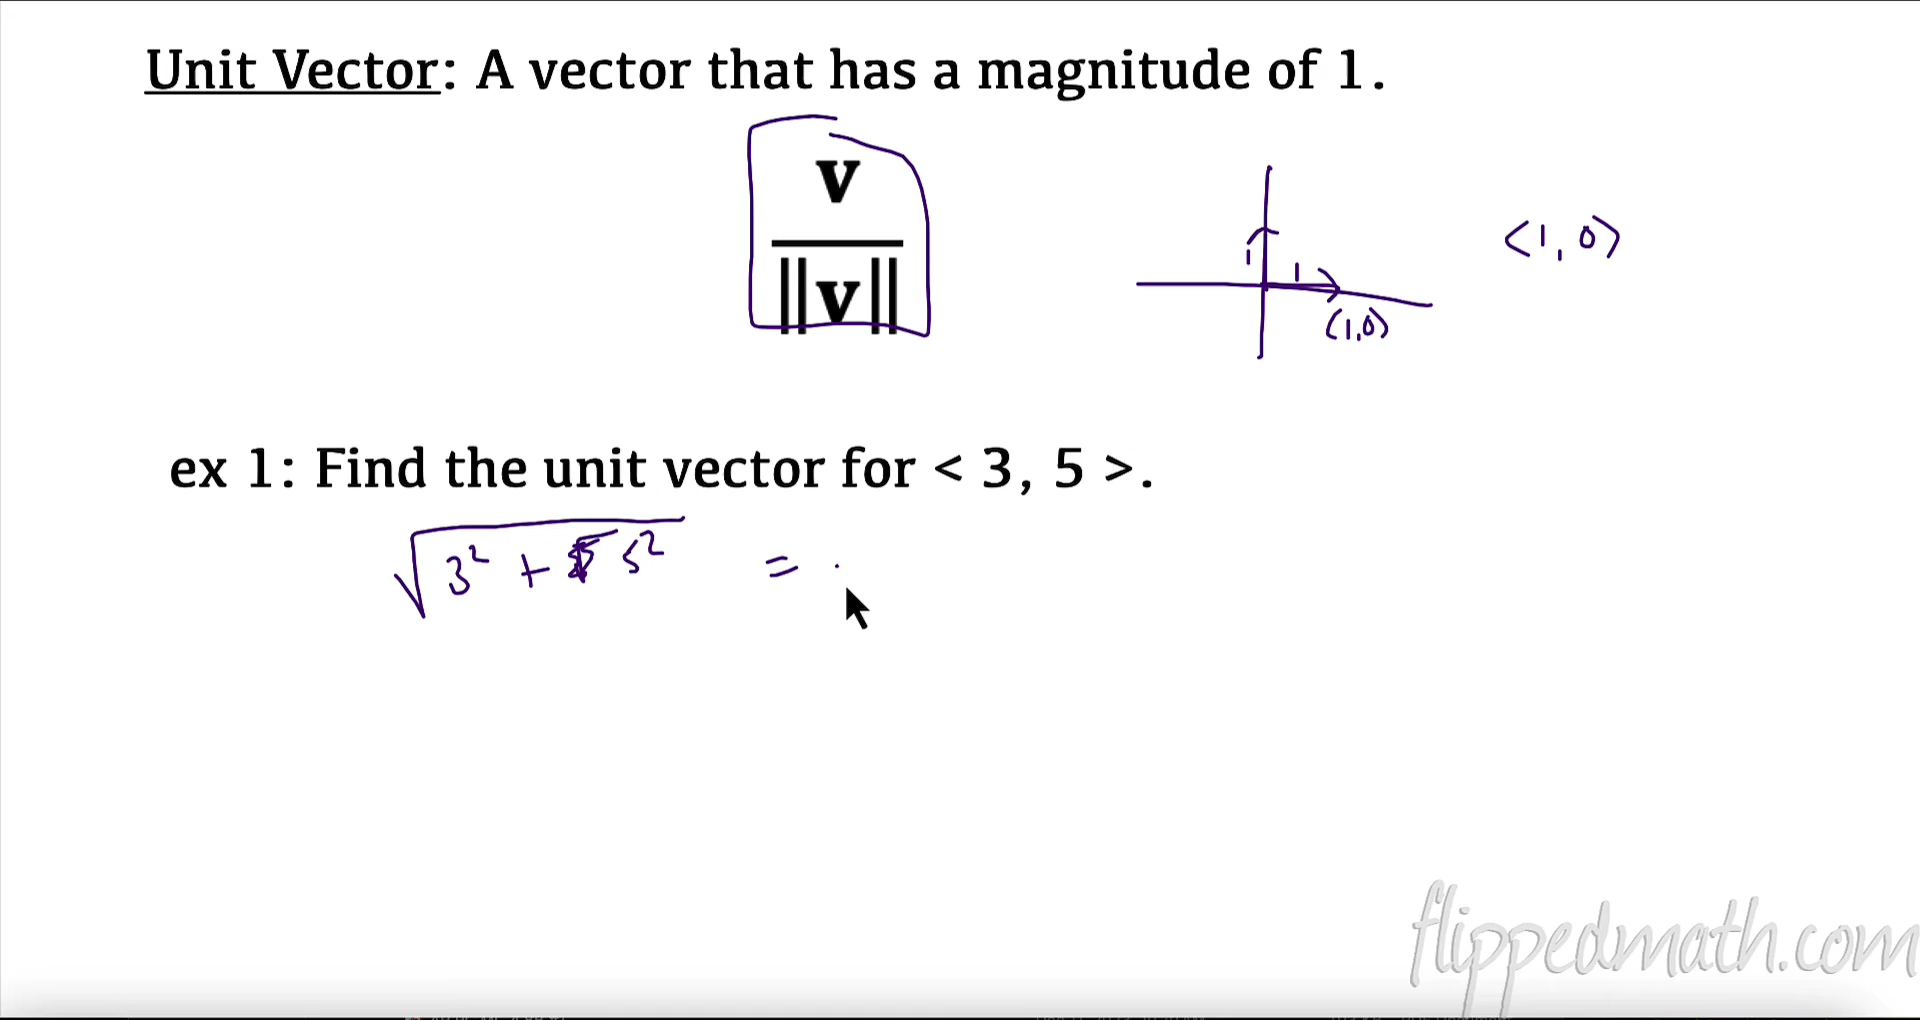 Unit Vector: A vector that has a magnitude of 1.
v
||v||
1
1
(1,0)
<1,0>
ex 1: Find the unit vector for < 3, 5 >.
√3² + 5² =
flippedmath.com